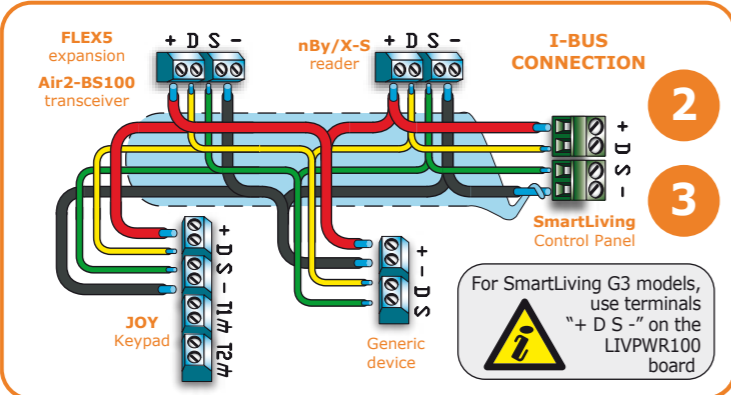 FLEX5
expansion
Air2-BS100
transceiver
+ D S -
nBy/X-S
reader
+ D S -
I-BUS
CONNECTION
2
+ D S -
3
SmartLiving
Control Panel
+ D S - T1 T2
JOY
Keypad
+ - D S
Generic
device
For SmartLiving G3 models,
use terminals
“+ D S -” on the
LIVPWR100
board
i